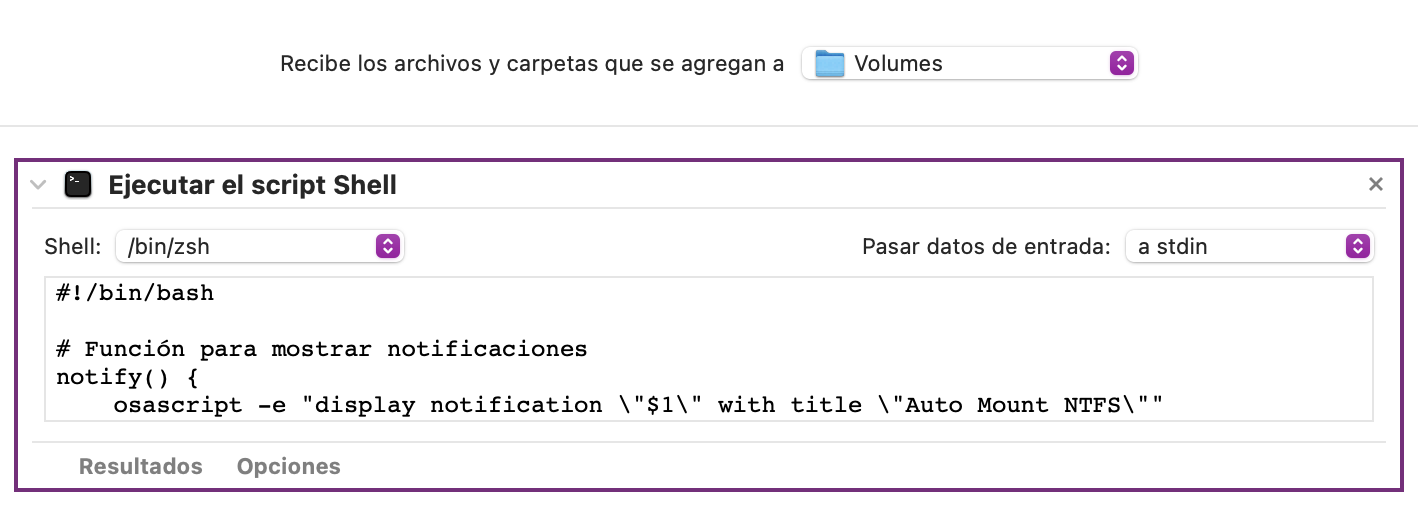 Recibe los archivos y carpetas que se agregan a Volumes
Ejecutar el script Shell
Shell: /bin/zsh Pasar datos de entrada: a stdin
#!/bin/bash
# Función para mostrar notificaciones
notify() {
    osascript -e "display notification \"$1\" with title \"Auto Mount NTFS\""
Resultados Opciones